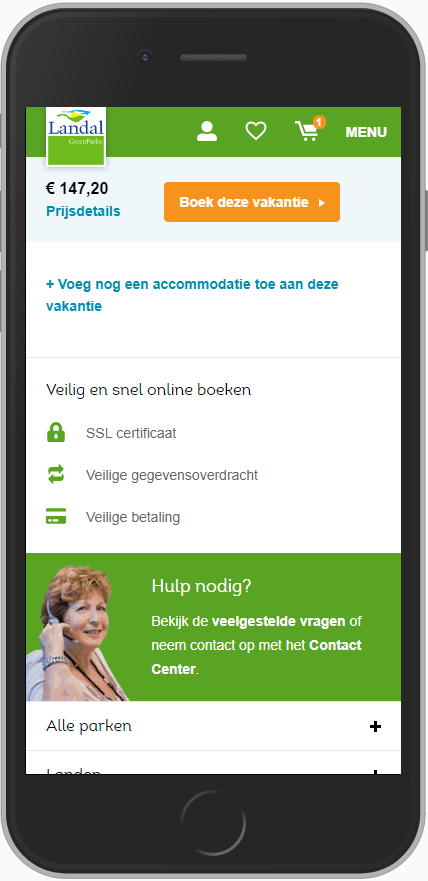 Landal
GreenParks
1
MENU
€ 147,20
Prijsdetails
Boek deze vakantie
+ Voeg nog een accommodatie toe aan deze
vakantie
Veilig en snel online boeken
SSL certificaat
Veilige gegevensoverdracht
Veilige betaling
Hulp nodig?
Bekijk de veelgestelde vragen of
neem contact op met het Contact
Center.
Alle parken
Landen